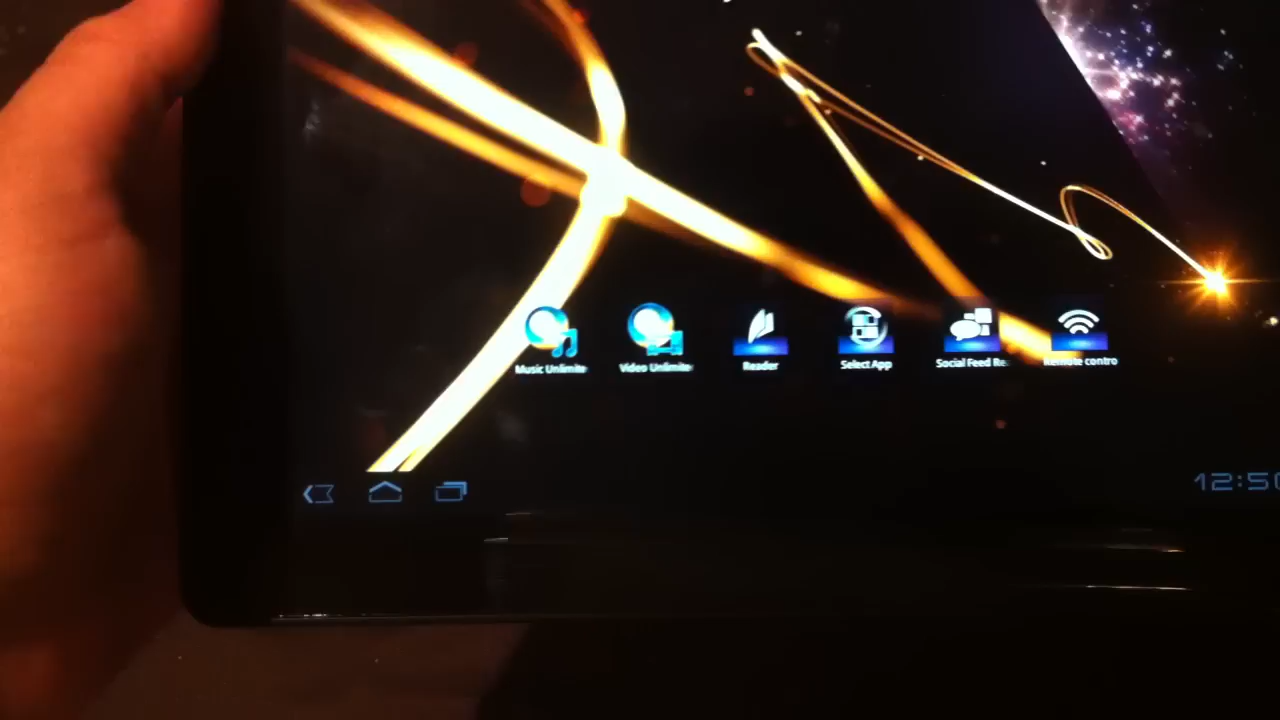 Music Unlimite
Video Unlimite
Reader
Select App
Social Feed Re
Remote contro
12:50